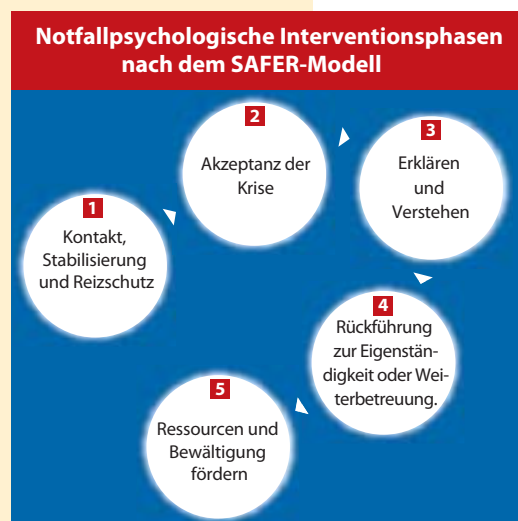 Notfallpsychologische Interventionsphasen
nach dem SAFER-Modell
1
Kontakt,
Stabilisierung
und Reizschutz
2
Akzeptanz der
Krise
3
Erklären
und
Verstehen
4
Rückführung
zur Eigenstän-
digkeit oder Wei-
terbetreuung.
5
Ressourcen und
Bewältigung
fördern